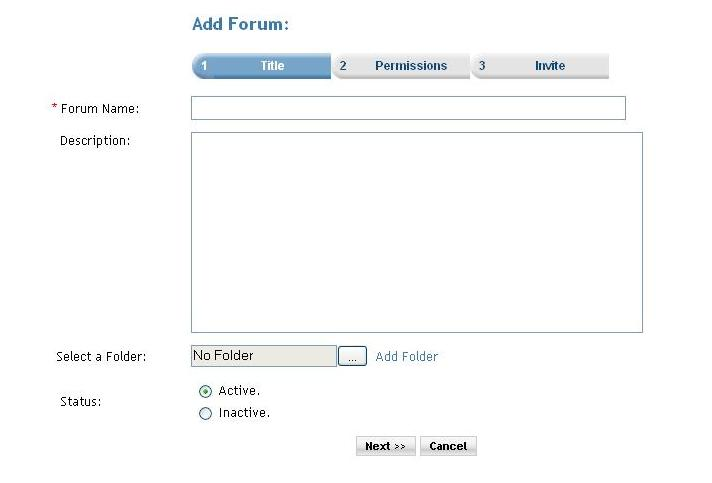 Add Forum:
1 Title 2 Permissions 3 Invite
* Forum Name:
Description:
Select a Folder: No Folder ... Add Folder
Status: Active.
Inactive.
Next >> Cancel